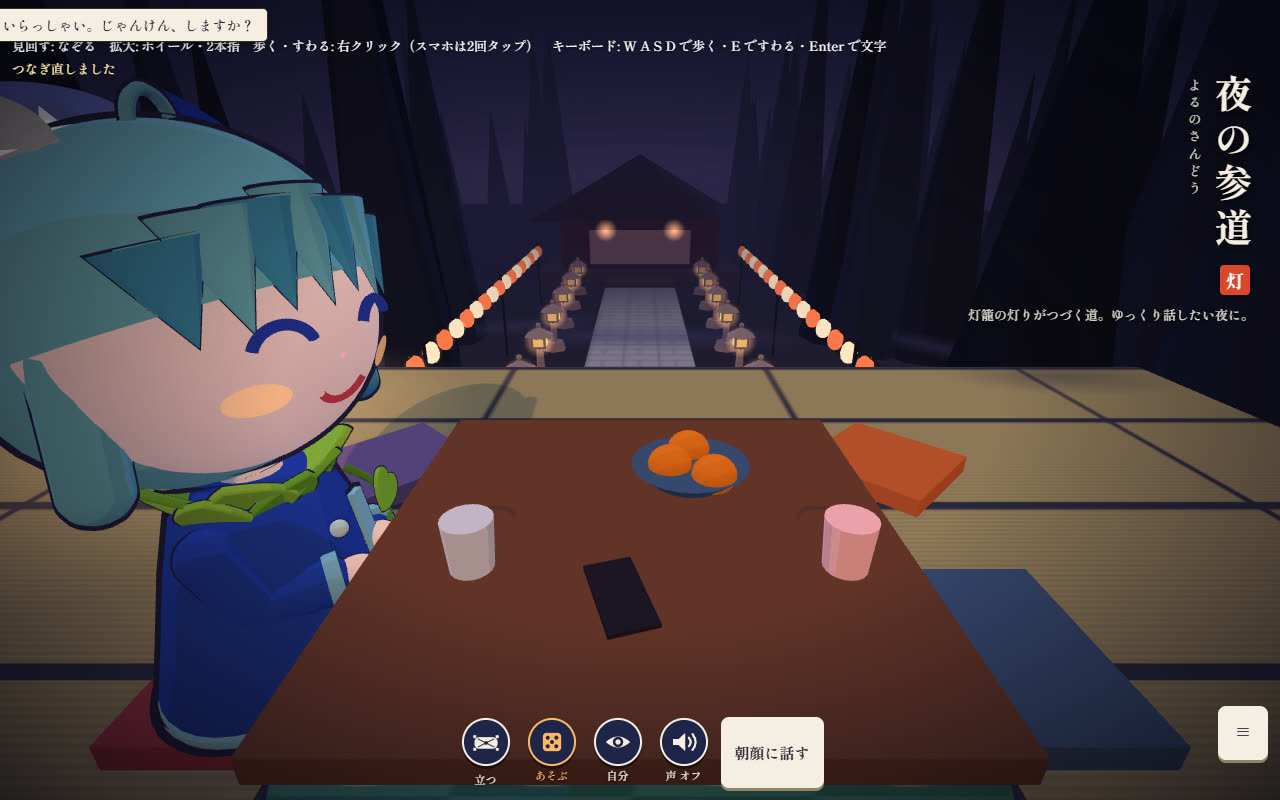 いらっしゃい。じゃんけん、しますか？
見回す: なぞる　拡大: ホイール・2本指　歩く・すわる: 右クリック（スマホは2回タップ）　キーボード: W A S D で歩く・E ですわる・Enter で文字
つなぎ直しました
夜の参道
よるのさんどう
灯
灯籠の灯りがつづく道。ゆっくり話したい夜に。
立つ
あそぶ
自分
声 オフ
朝顔に話す